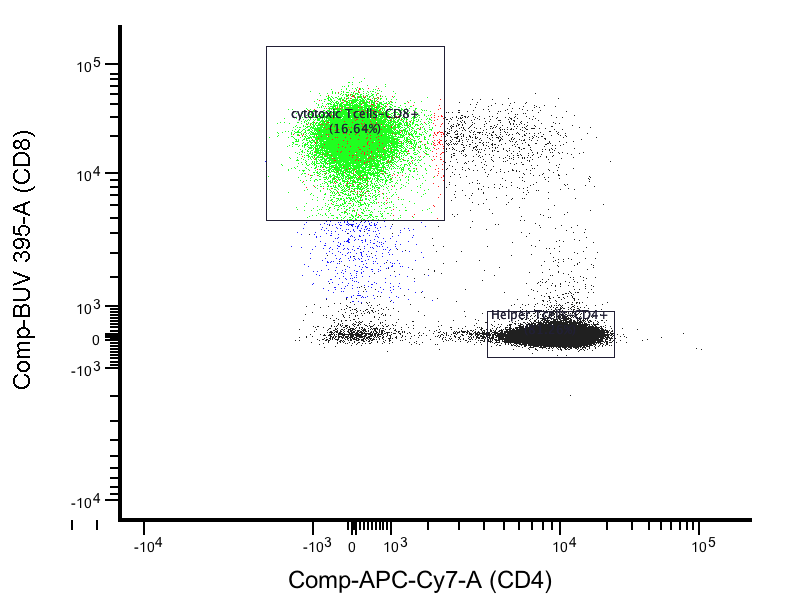 10^5
cytotoxic Tcells-CD8+
(16.64%)
10^4
Comp-BUV 395-A (CD8)
10^3
Helper Tcells-CD4+
0
-10^3
-10^4
-10^4 -10^3 0 10^3 10^4 10^5
Comp-APC-Cy7-A (CD4)